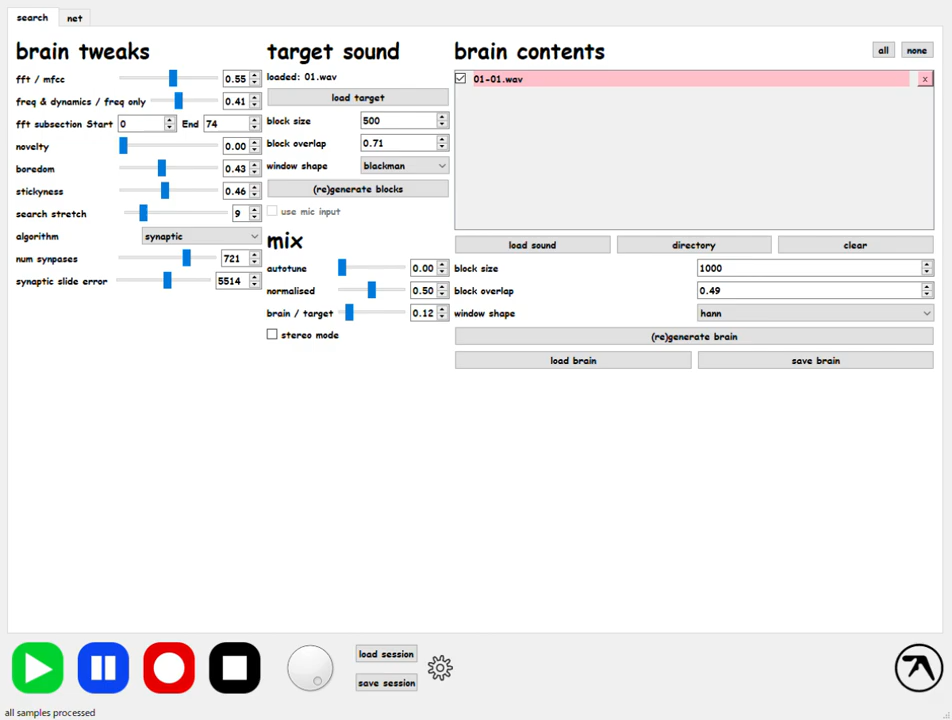 search net
brain tweaks
fft / mfcc 0.55
freq & dynamics / freq only 0.41
fft subsection Start 0 End 74
novelty 0.00
boredom 0.43
stickyness 0.46
search stretch 9
algorithm synaptic
num synpases 721
synaptic slide error 5514
target sound
loaded: 01.wav
load target
block size 500
block overlap 0.71
window shape blackman
(re)generate blocks
use mic input
mix
autotune 0.00
normalised 0.50
brain / target 0.12
stereo mode
brain contents all none
01-01.wav x
load sound directory clear
block size 1000
block overlap 0.49
window shape hann
(re)generate brain
load brain save brain
load session
save session
all samples processed